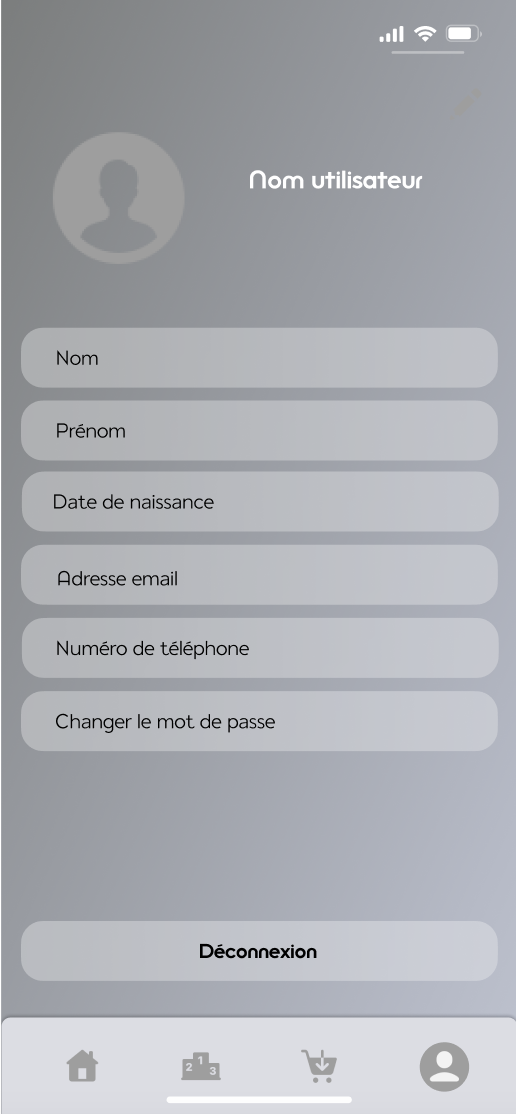 Nom utilisateur
Nom
Prénom
Date de naissance
Adresse email
Numéro de téléphone
Changer le mot de passe
Déconnexion
2 1 3